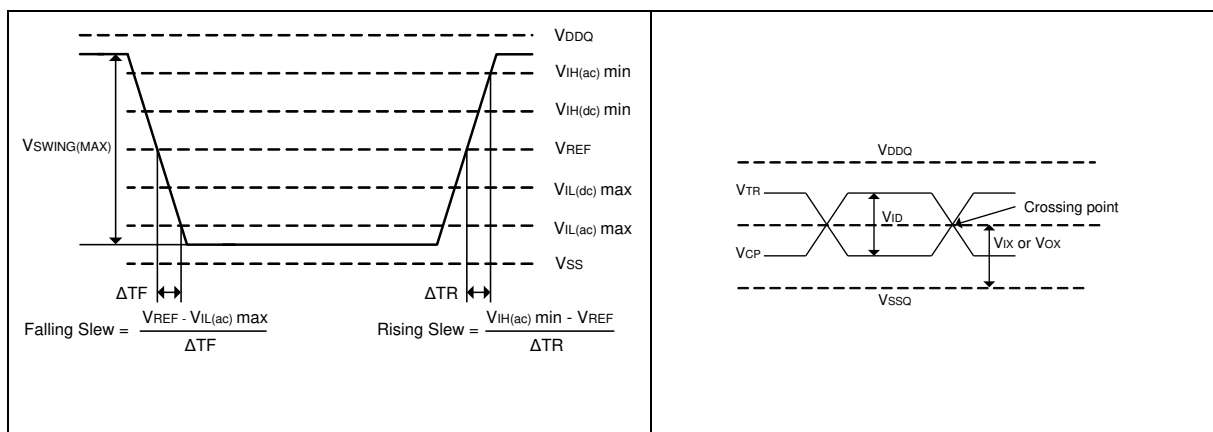 VDDQ
VIH(ac) min
VIH(dc) min
VSWING(MAX)
VREF
VIL(dc) max
VIL(ac) max
VSS
ΔTF
ΔTR
Falling Slew = VREF - VIL(ac) max
ΔTF
Rising Slew = VIH(ac) min - VREF
ΔTR
VDDQ
VTR
VID
Crossing point
VCP
VIX or VOX
VSSQ